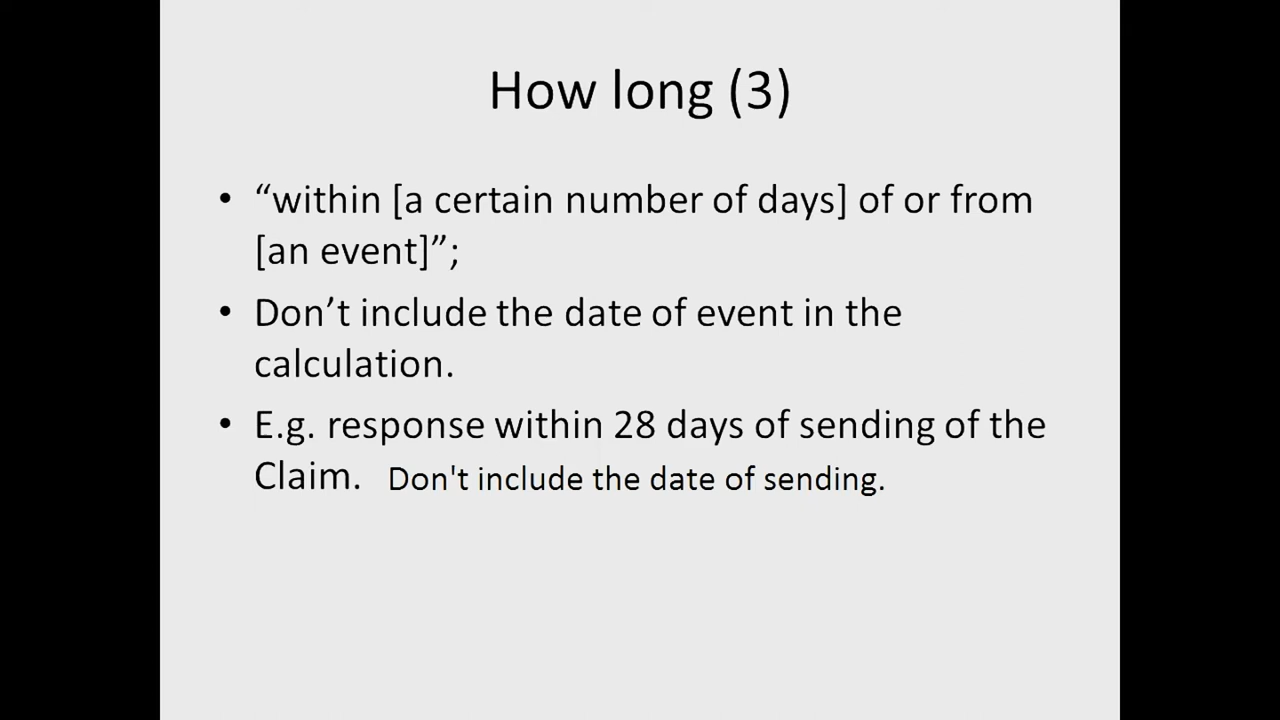 How long (3)
• “within [a certain number of days] of or from
[an event]”;
• Don’t include the date of event in the
calculation.
• E.g. response within 28 days of sending of the
Claim. Don't include the date of sending.